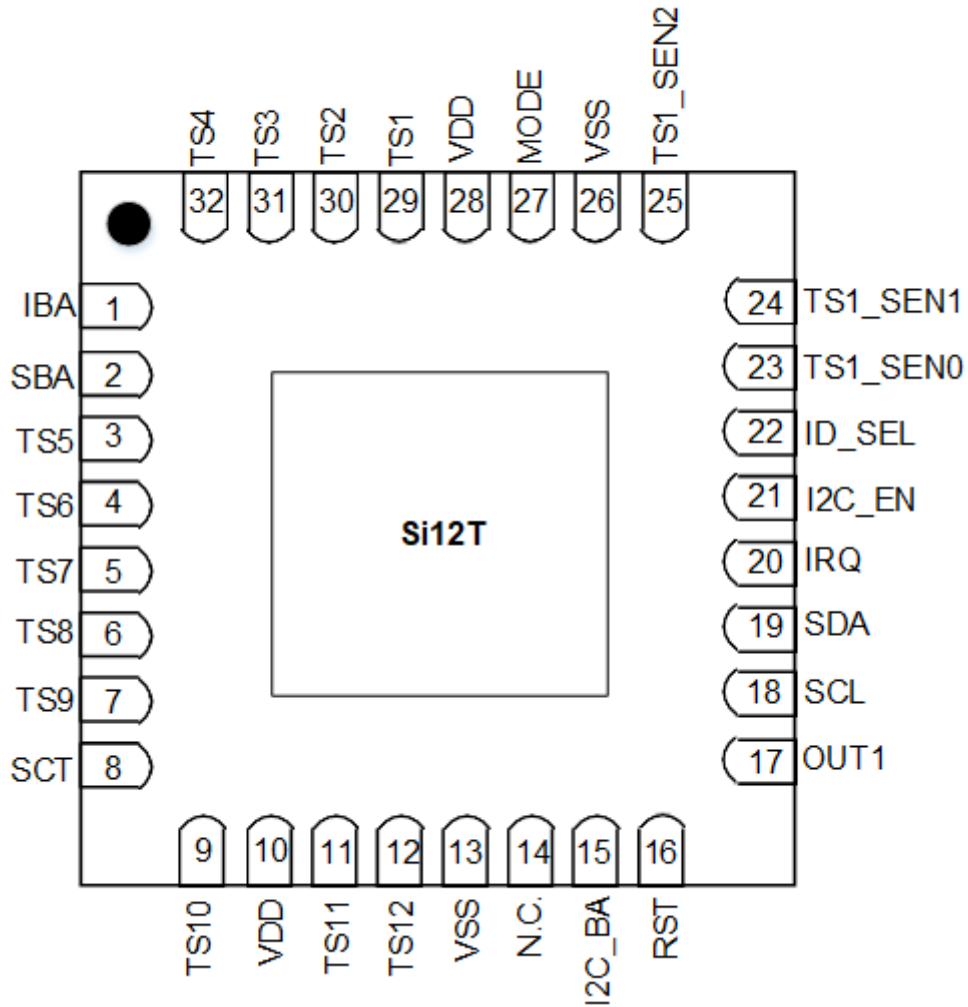 TS4
TS3
TS2
TS1
VDD
MODE
VSS
TS1_SEN2
32
31
30
29
28
27
26
25
IBA 1
SBA 2
TS5 3
TS6 4
TS7 5
TS8 6
TS9 7
SCT 8
Si12T
24 TS1_SEN1
23 TS1_SEN0
22 ID_SEL
21 I2C_EN
20 IRQ
19 SDA
18 SCL
17 OUT1
9
10
11
12
13
14
15
16
TS10
VDD
TS11
TS12
VSS
N.C.
I2C_BA
RST